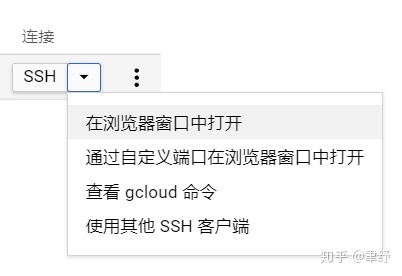 连接
SSH
在浏览器窗口中打开
通过自定义端口在浏览器窗口中打开
查看 gcloud 命令
使用其他 SSH 客户端
知乎 @聿纾